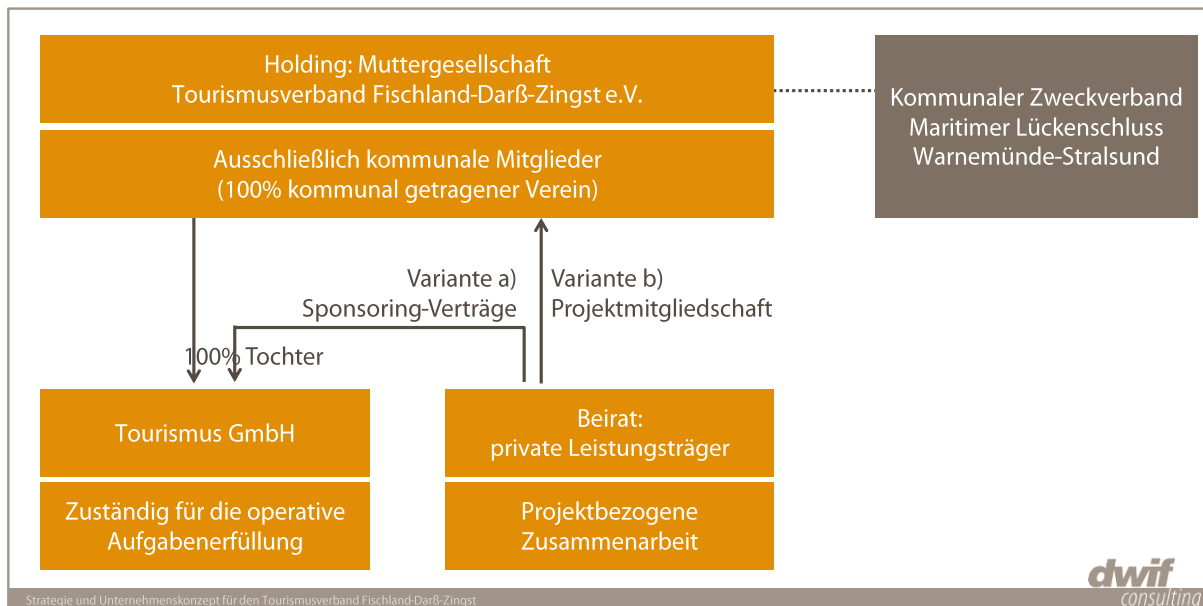 Holding: Muttergesellschaft
Tourismusverband Fischland-Darß-Zingst e.V.
Ausschließlich kommunale Mitglieder
(100% kommunal getragener Verein)
Kommunaler Zweckverband
Maritimer Lückenschluss
Warnemünde-Stralsund
Variante a)
Sponsoring-Verträge
Variante b)
Projektmitgliedschaft
100% Tochter
Tourismus GmbH
Zuständig für die operative
Aufgabenerfüllung
Beirat:
private Leistungsträger
Projektbezogene
Zusammenarbeit
Strategie und Unternehmenskonzept für den Tourismusverband Fischland-Darß-Zingst
dwif
consulting